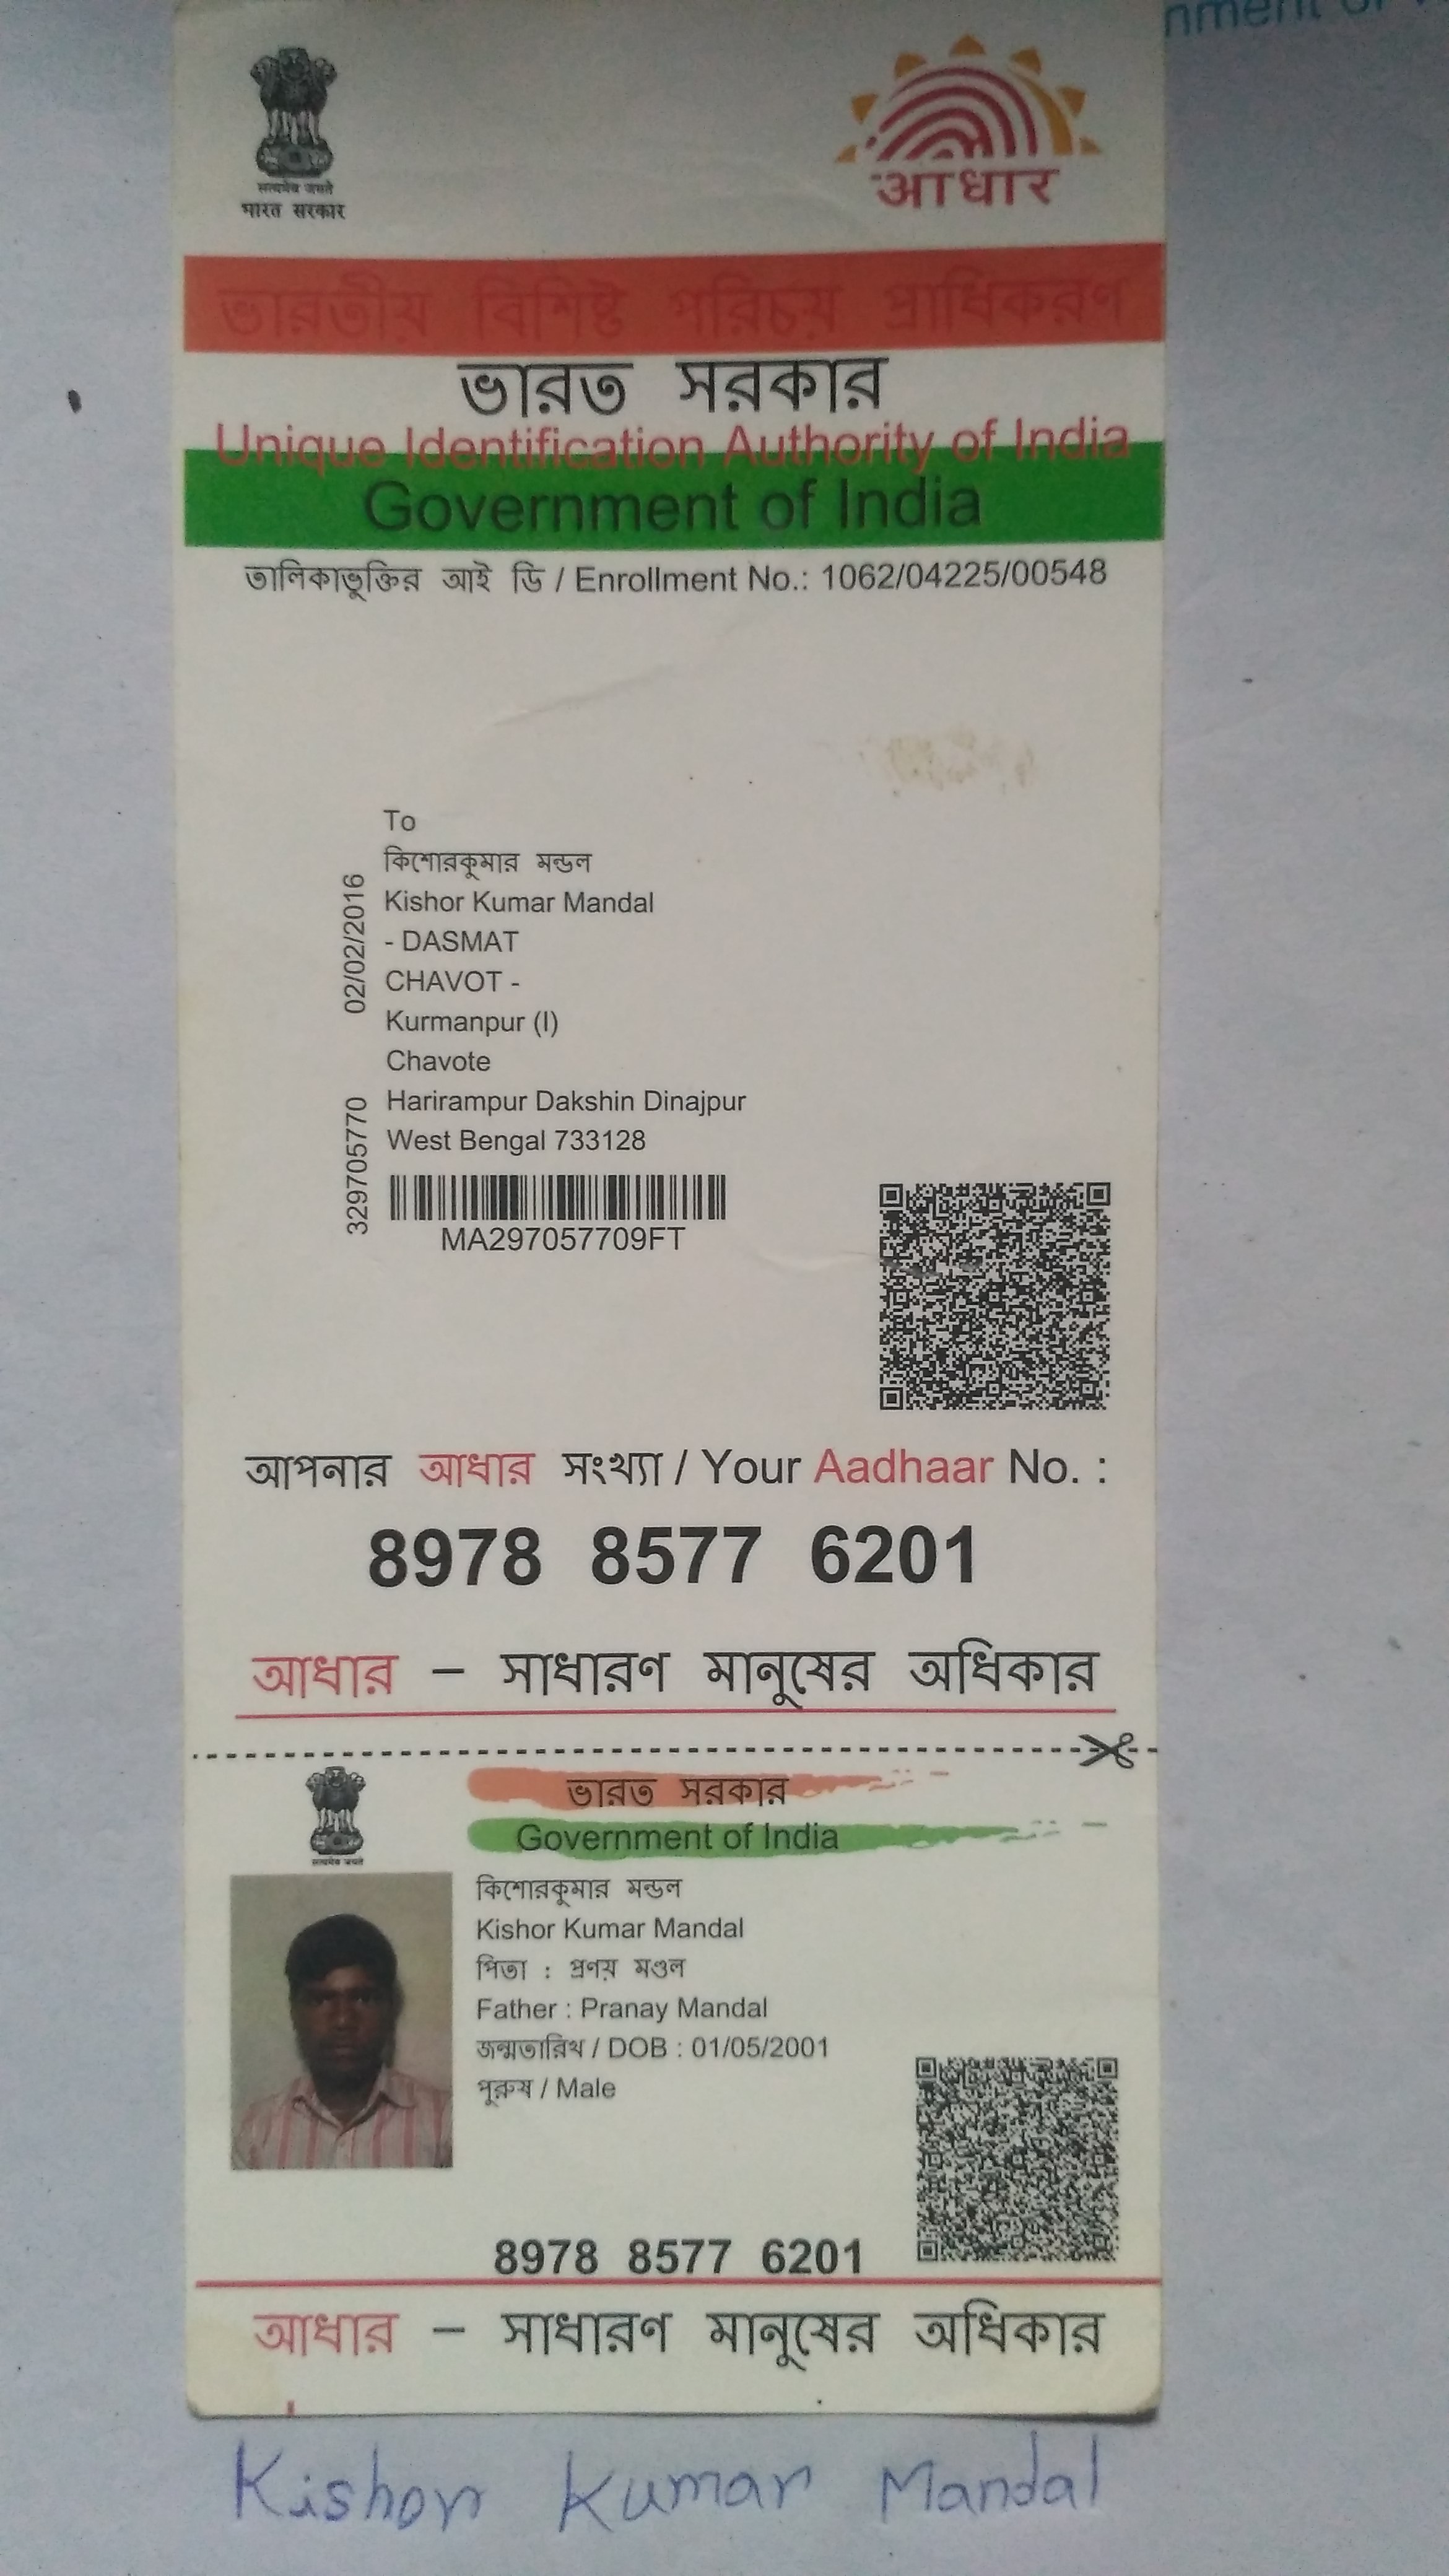 nment of
सत्यमेव जयते
भारत सरकार
आधार
ভারতীয় বিশিষ্ট পরিচয় প্রাধিকরণ
ভারত সরকার
Unique Identification Authority of India
Government of India
তালিকাভুক্তির আই ডি / Enrollment No.: 1062/04225/00548
To
কিশোরকুমার মন্ডল
Kishor Kumar Mandal
- DASMAT
CHAVOT -
Kurmanpur (I)
Chavote
Harirampur Dakshin Dinajpur
West Bengal 733128
02/02/2016
329705770
MA297057709FT
আপনার আধার সংখ্যা / Your Aadhaar No. :
8978 8577 6201
আধার – সাধারণ মানুষের অধিকার
सत्यमेव जयते
ভারত সরকার
Government of India
কিশোরকুমার মন্ডল
Kishor Kumar Mandal
পিতা : প্রণয় মণ্ডল
Father : Pranay Mandal
জন্মতারিখ / DOB : 01/05/2001
পুরুষ / Male
8978 8577 6201
আধার – সাধারণ মানুষের অধিকার
Kishor Kumar Mandal